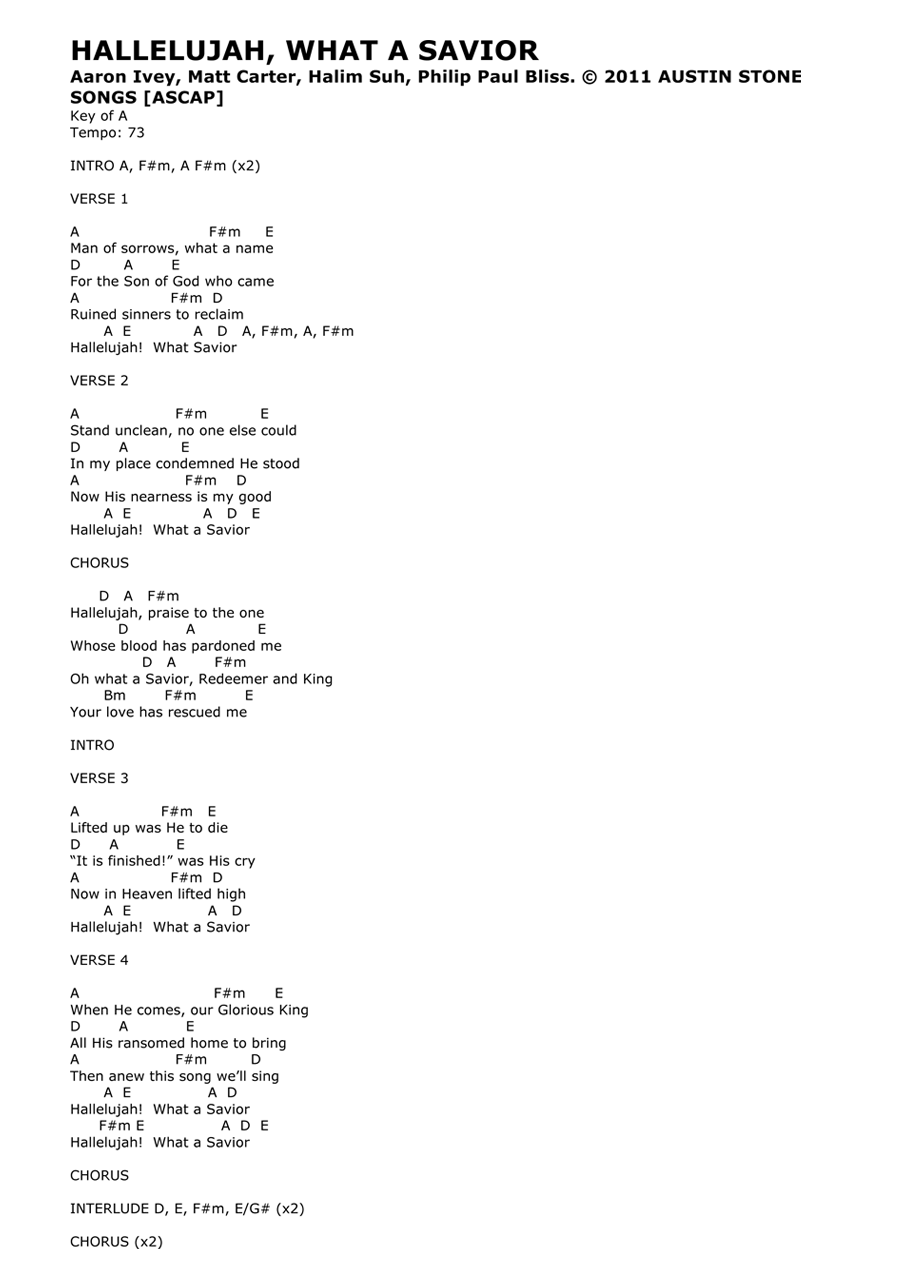 HALLELUJAH, WHAT A SAVIOR
Aaron Ivey, Matt Carter, Halim Suh, Philip Paul Bliss. © 2011 AUSTIN STONE
SONGS [ASCAP]
Key of A
Tempo: 73

INTRO A, F#m, A F#m (x2)

VERSE 1

A                           F#m     E
Man of sorrows, what a name
D         A        E
For the Son of God who came
A                   F#m  D
Ruined sinners to reclaim
       A  E             A   D   A, F#m, A, F#m
Hallelujah!  What Savior

VERSE 2

A                    F#m           E
Stand unclean, no one else could
D        A           E
In my place condemned He stood
A                      F#m    D
Now His nearness is my good
       A  E               A   D   E
Hallelujah!  What a Savior

CHORUS

      D   A   F#m
Hallelujah, praise to the one
          D            A             E
Whose blood has pardoned me
               D   A        F#m
Oh what a Savior, Redeemer and King
       Bm        F#m          E
Your love has rescued me

INTRO

VERSE 3

A                 F#m   E
Lifted up was He to die
D      A            E
“It is finished!” was His cry
A                   F#m  D
Now in Heaven lifted high
       A  E                A   D
Hallelujah!  What a Savior

VERSE 4

A                            F#m      E
When He comes, our Glorious King
D        A            E
All His ransomed home to bring
A                    F#m         D
Then anew this song we’ll sing
       A  E                A  D
Hallelujah!  What a Savior
      F#m E                A  D  E
Hallelujah!  What a Savior

CHORUS

INTERLUDE D, E, F#m, E/G# (x2)

CHORUS (x2)